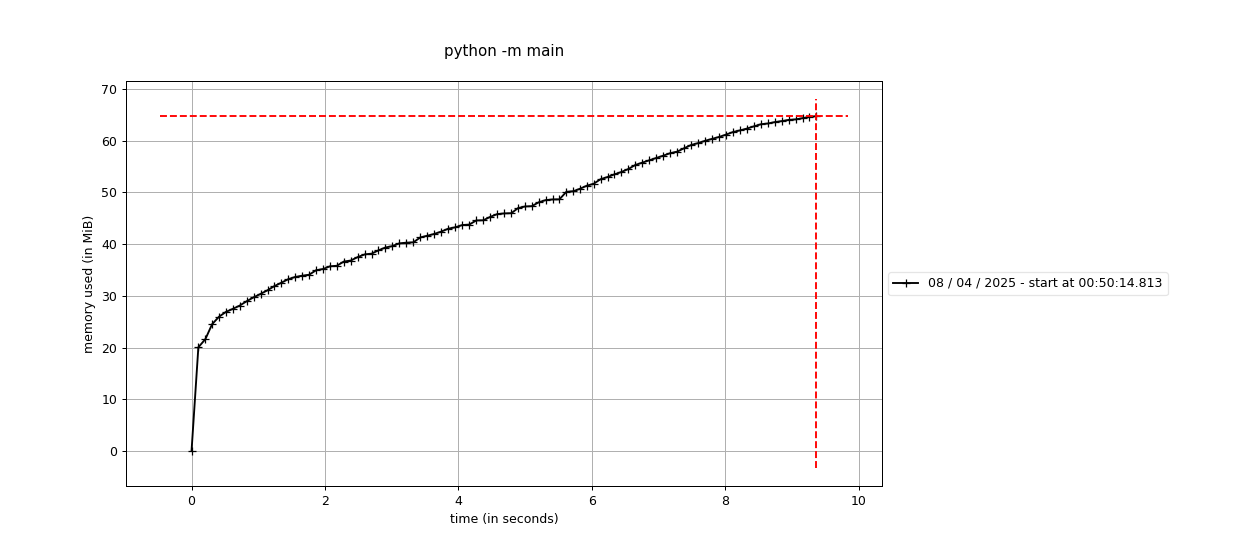 python -m main
70
60
50
40
30
20
10
0
memory used (in MiB)
0 2 4 6 8 10
time (in seconds)
08 / 04 / 2025 - start at 00:50:14.813